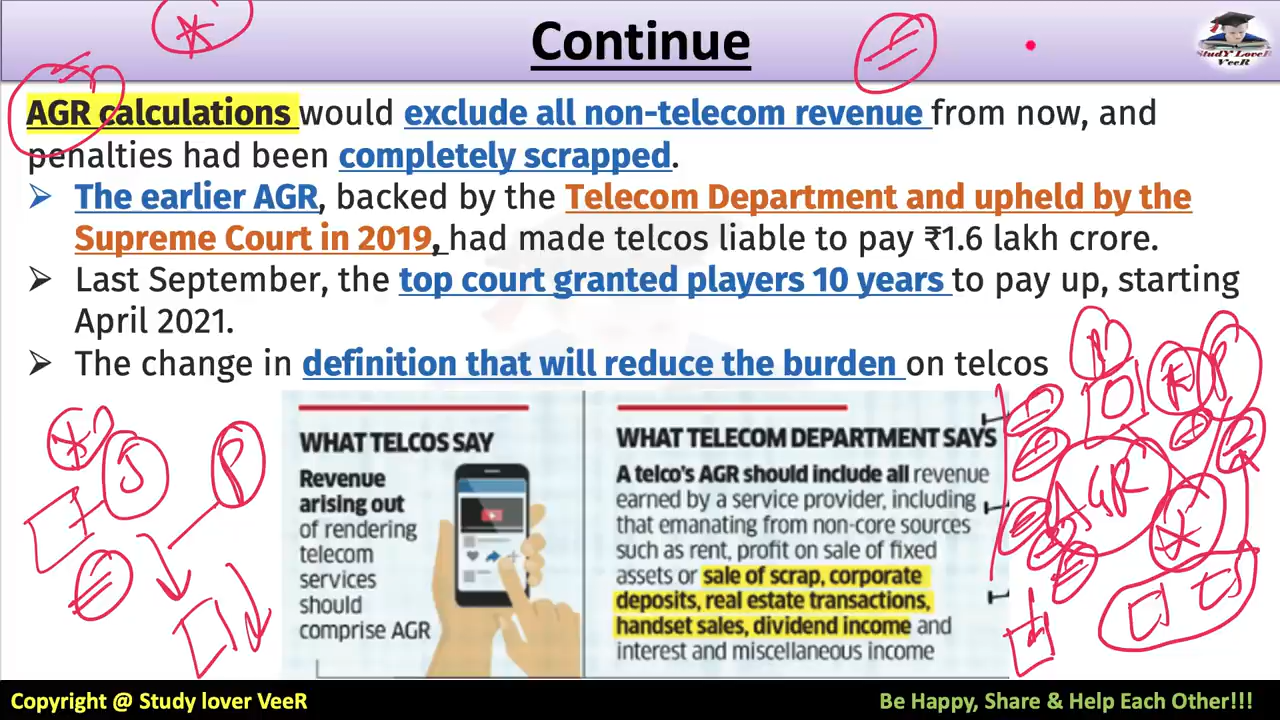 Continue
StudY LoveR
VeeR
AGR calculations would exclude all non-telecom revenue from now, and
penalties had been completely scrapped.
➢ The earlier AGR, backed by the Telecom Department and upheld by the
Supreme Court in 2019, had made telcos liable to pay ₹1.6 lakh crore.
➢ Last September, the top court granted players 10 years to pay up, starting
April 2021.
➢ The change in definition that will reduce the burden on telcos
WHAT TELCOS SAY
Revenue
arising out
of rendering
telecom
services
should
comprise AGR
WHAT TELECOM DEPARTMENT SAYS
A telco's AGR should include all revenue
earned by a service provider, including
that emanating from non-core sources
such as rent, profit on sale of fixed
assets or sale of scrap, corporate
deposits, real estate transactions,
handset sales, dividend income and
interest and miscellaneous income
AGR
Copyright @ Study lover VeeR
Be Happy, Share & Help Each Other!!!